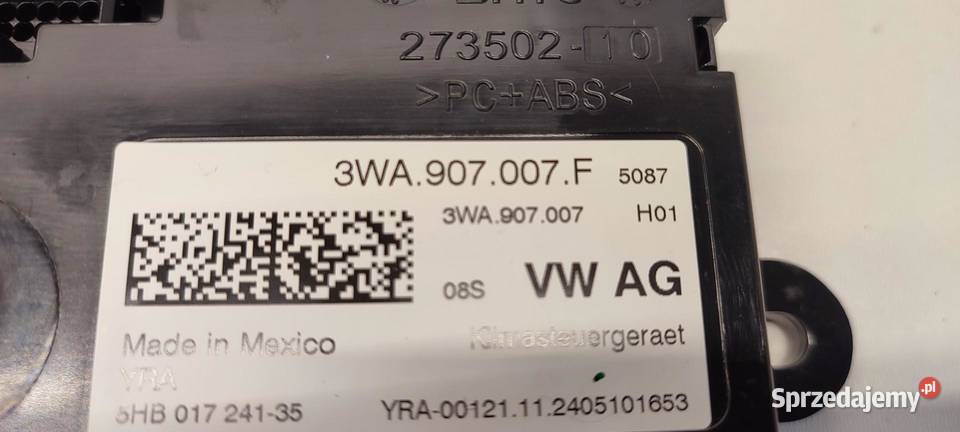 273502-10
>PC+ABS<
3WA.907.007.F 5087
3WA.907.007 H01
08S VW AG
Made in Mexico Klimasteuergeraet
YRA
5HB 017 241-35 YRA-00121.11.2405101653
Sprzedajemy.pl